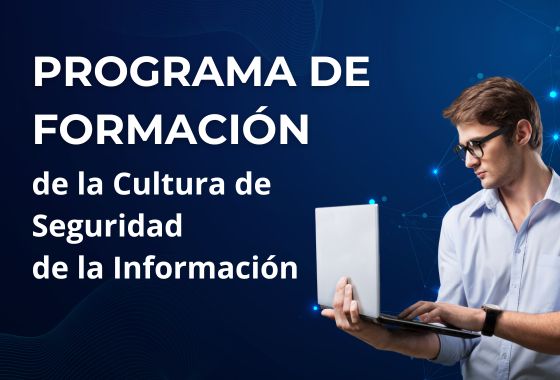 PROGRAMA DE
FORMACIÓN
de la Cultura de
Seguridad
de la Información